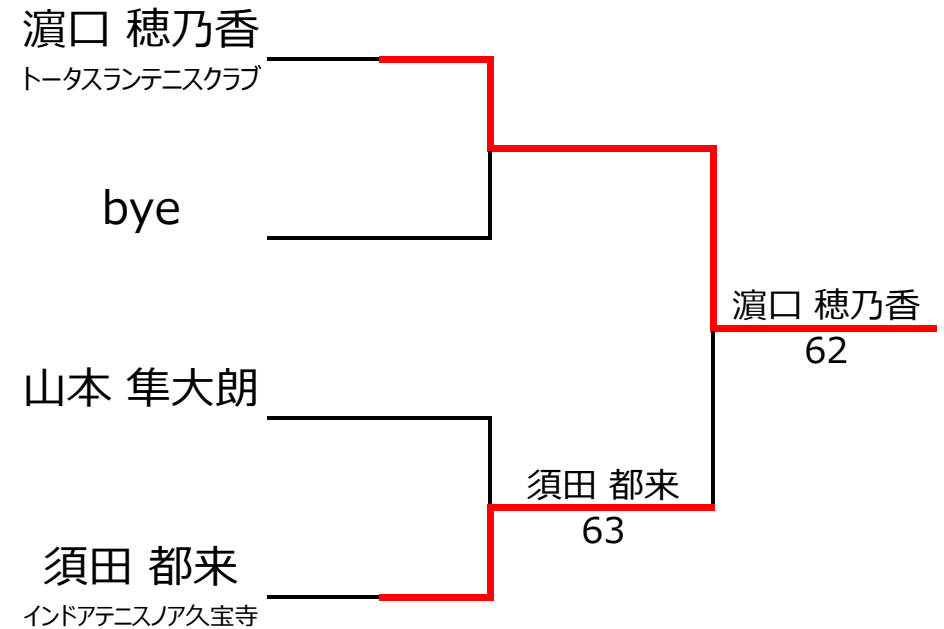 濵口 穂乃香
トータスランテニスクラブ
bye
濵口 穂乃香
62
山本 隼大朗
須田 都来
63
須田 都来
インドアテニスノア久宝寺